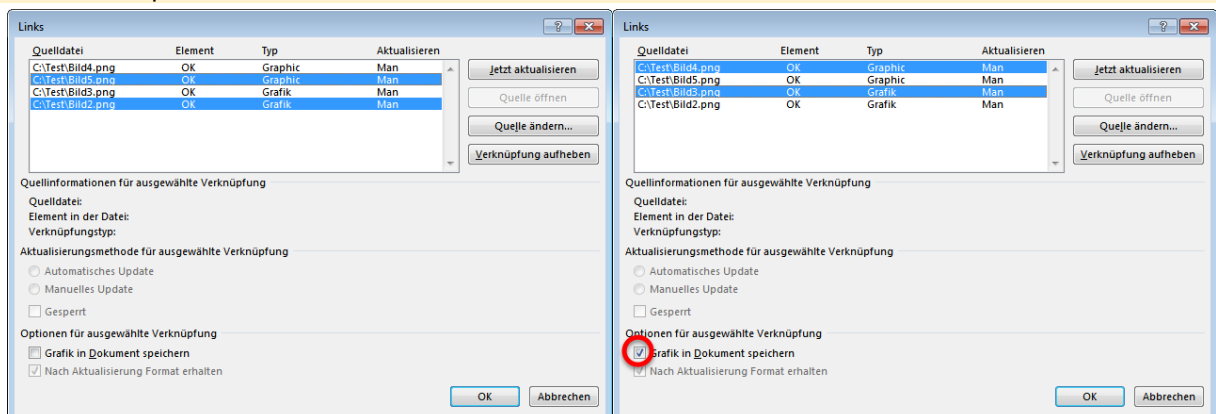 Links
Quelldatei Element Typ Aktualisieren
C:\Test\Bild4.png OK Graphic Man
C:\Test\Bild5.png OK Graphic Man
C:\Test\Bild3.png OK Grafik Man
C:\Test\Bild2.png OK Grafik Man
Jetzt aktualisieren
Quelle öffnen
Quelle ändern...
Verknüpfung aufheben
Quellinformationen für ausgewählte Verknüpfung
Quelldatei:
Element in der Datei:
Verknüpfungstyp:
Aktualisierungsmethode für ausgewählte Verknüpfung
Automatisches Update
Manuelles Update
Gesperrt
Optionen für ausgewählte Verknüpfung
Grafik in Dokument speichern
Nach Aktualisierung Format erhalten
OK Abbrechen
Links
Quelldatei Element Typ Aktualisieren
C:\Test\Bild4.png OK Graphic Man
C:\Test\Bild5.png OK Graphic Man
C:\Test\Bild3.png OK Grafik Man
C:\Test\Bild2.png OK Grafik Man
Jetzt aktualisieren
Quelle öffnen
Quelle ändern...
Verknüpfung aufheben
Quellinformationen für ausgewählte Verknüpfung
Quelldatei:
Element in der Datei:
Verknüpfungstyp:
Aktualisierungsmethode für ausgewählte Verknüpfung
Automatisches Update
Manuelles Update
Gesperrt
Optionen für ausgewählte Verknüpfung
Grafik in Dokument speichern
Nach Aktualisierung Format erhalten
OK Abbrechen